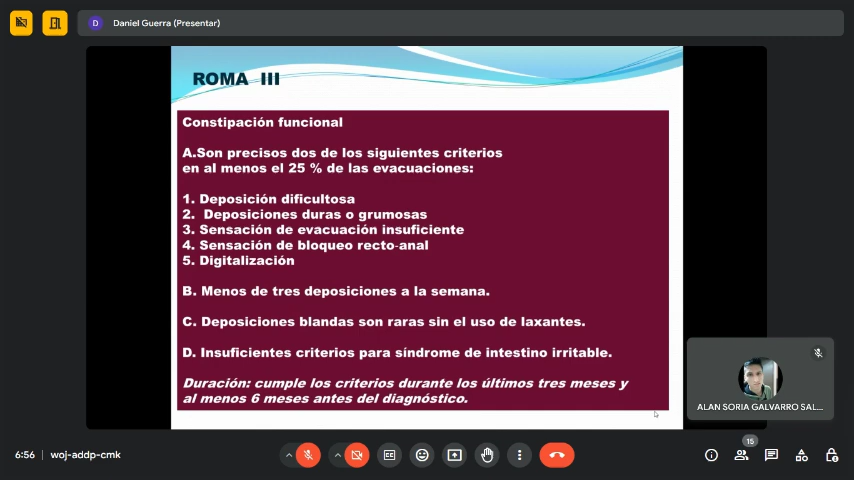 D
Daniel Guerra (Presentar)
ROMA III
Constipación funcional
A.Son precisos dos de los siguientes criterios
en al menos el 25 % de las evacuaciones:
1. Deposición dificultosa
2. Deposiciones duras o grumosas
3. Sensación de evacuación insuficiente
4. Sensación de bloqueo recto-anal
5. Digitalización
B. Menos de tres deposiciones a la semana.
C. Deposiciones blandas son raras sin el uso de laxantes.
D. Insuficientes criterios para síndrome de intestino irritable.
Duración: cumple los criterios durante los últimos tres meses y
al menos 6 meses antes del diagnóstico.
ALAN SORIA GALVARRO SAL...
6:56 woj-addp-cmk
15